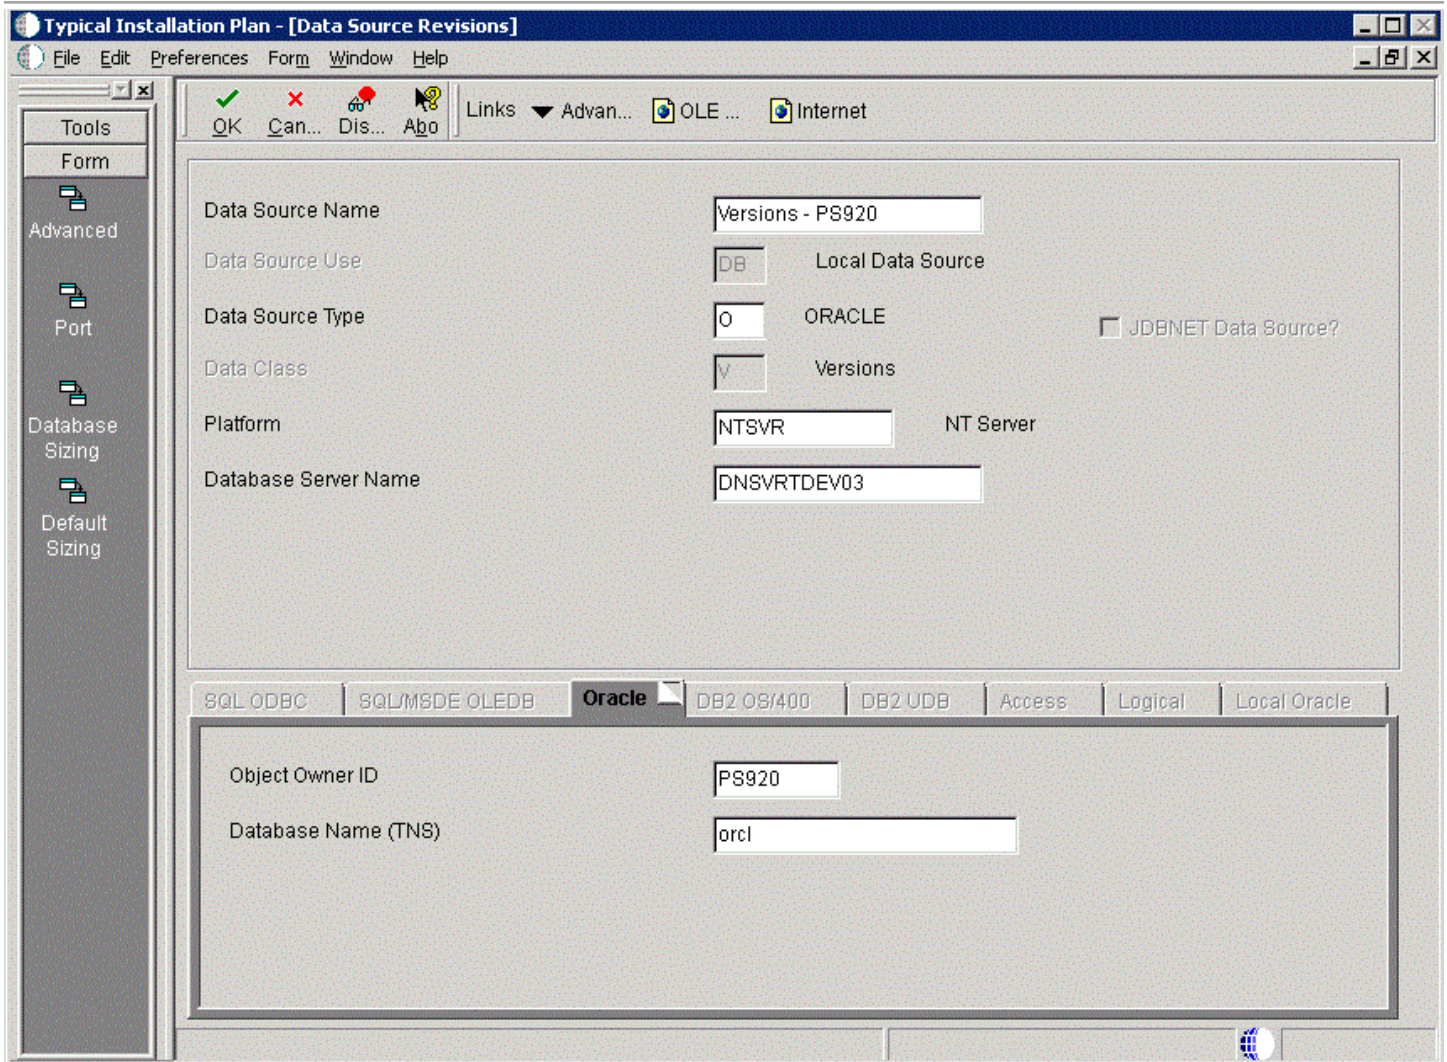 Typical Installation Plan - [Data Source Revisions]
File Edit Preferences Form Window Help
Tools
Form
Advanced
Port
Database
Sizing
Default
Sizing
OK Can... Dis... Abo Links Advan... OLE ... Internet
Data Source Name Versions - PS920
Data Source Use DB Local Data Source
Data Source Type O ORACLE JDBNET Data Source?
Data Class V Versions
Platform NTSVR NT Server
Database Server Name DNSVRTDEV03
SQL ODBC SQL/MSDE OLEDB Oracle DB2 OS/400 DB2 UDB Access Logical Local Oracle
Object Owner ID PS920
Database Name (TNS) orcl